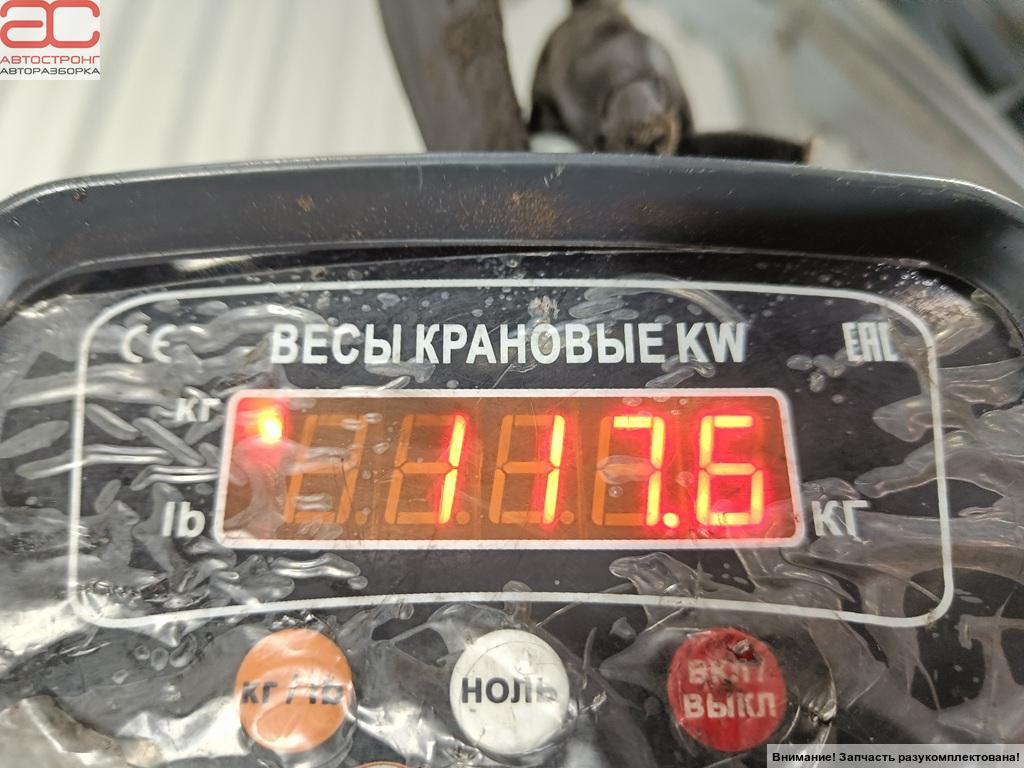 АС
АВТОСТРОНГ
АВТОРАЗБОРКА
CE
ВЕСЫ КРАНОВЫЕ KW
EAC
кг
117.6
lb
КГ
кг / lb
НОЛЬ
ВКЛ/
ВЫКЛ
Внимание! Запчасть разукомплектована!